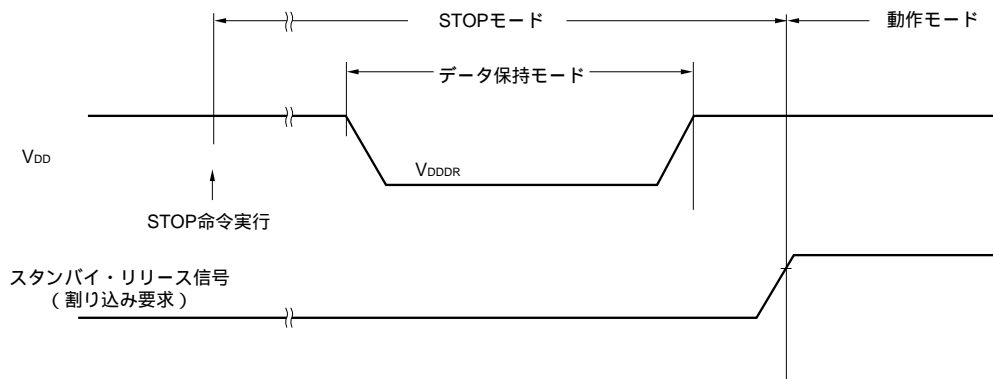 STOPモード
動作モード
データ保持モード
VDD
VDDDR
STOP命令実行
スタンバイ・リリース信号
(割り込み要求)